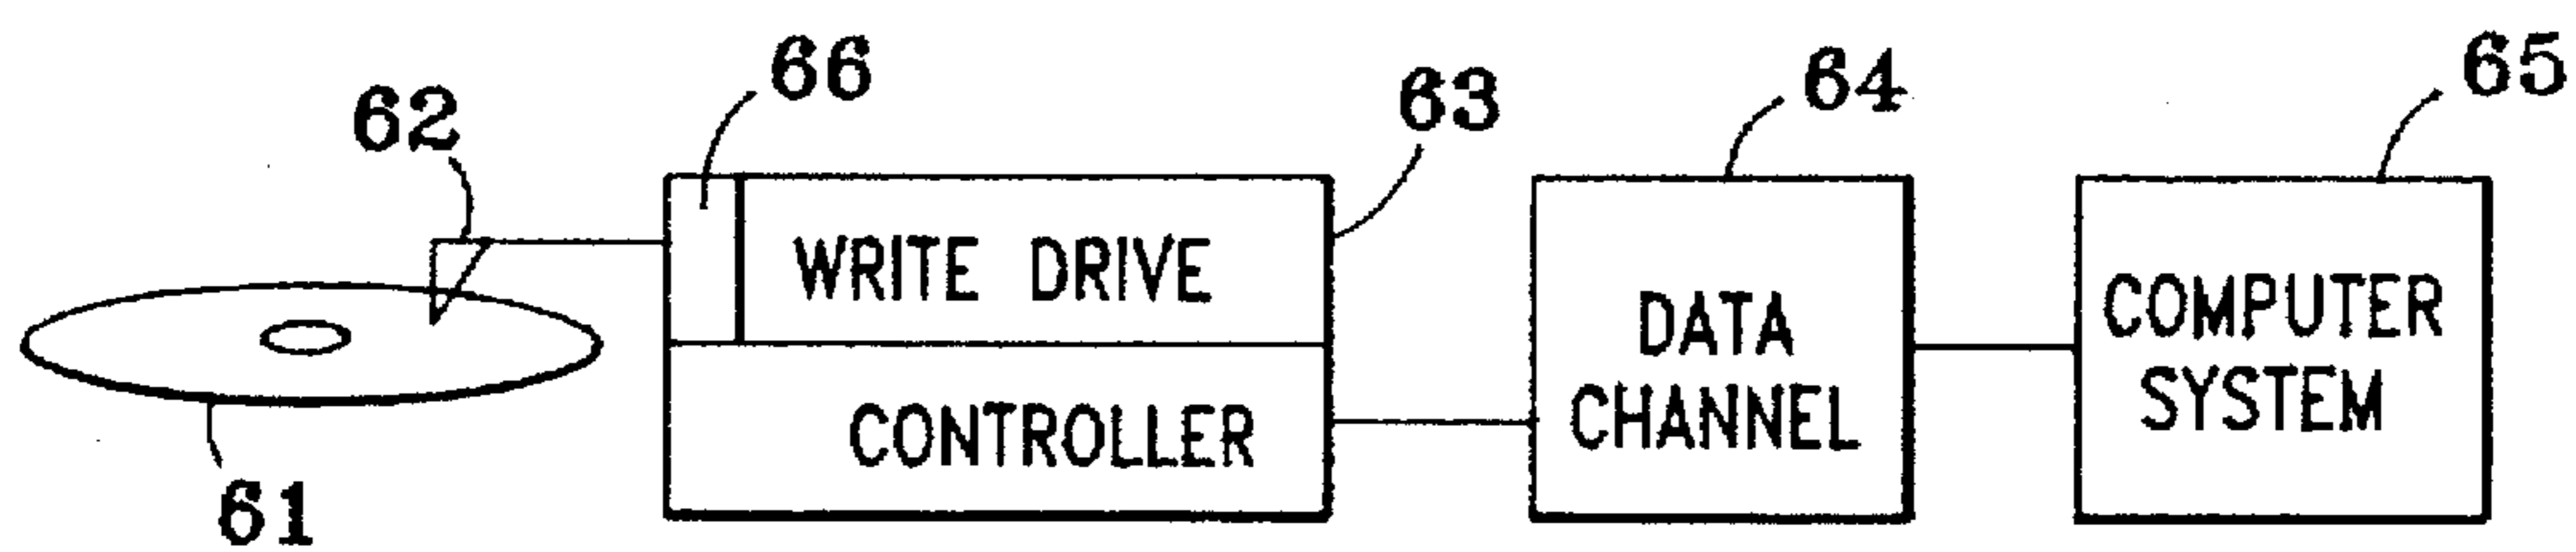 66
62
63
64
65
WRITE DRIVE
CONTROLLER
DATA
CHANNEL
COMPUTER
SYSTEM
61